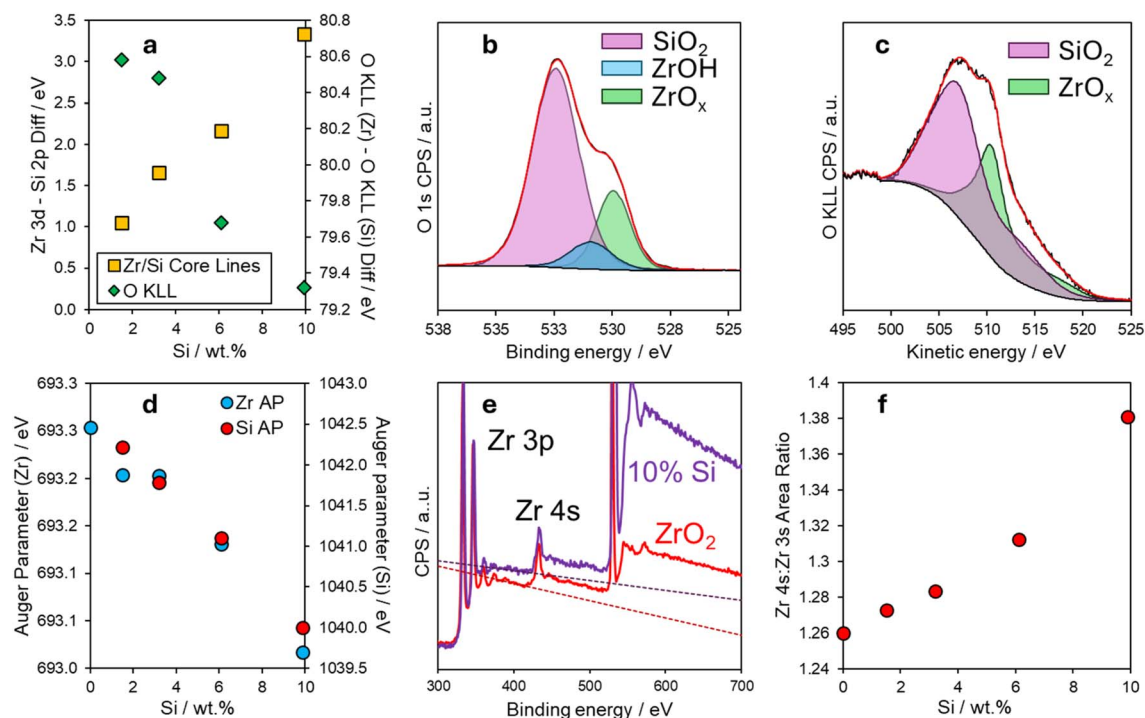 a
3.5
3.0
2.5
2.0
1.5
1.0
0.5
0.0
Zr 3d - Si 2p Diff / eV
80.8
80.6
80.4
80.2
80.0
79.8
79.6
79.4
79.2
O KLL (Zr) - O KLL (Si) Diff / eV
Zr/Si Core Lines
O KLL
0 2 4 6 8 10
Si / wt.%
b
SiO2
ZrOH
ZrOx
O 1s CPS / a.u.
538 535 533 530 528 525
Binding energy / eV
c
SiO2
ZrOx
O KLL CPS / a.u.
495 500 505 510 515 520 525
Kinetic energy / eV
d
Zr AP
Si AP
693.3
693.3
693.2
693.2
693.1
693.1
693.0
Auger Parameter (Zr) / eV
1043.0
1042.5
1042.0
1041.5
1041.0
1040.5
1040.0
1039.5
Auger parameter (Si) / eV
0 2 4 6 8 10
Si / wt.%
e
Zr 3p
Zr 4s
10% Si
ZrO2
CPS / a..u.
300 400 500 600 700
Binding energy / eV
f
1.4
1.38
1.36
1.34
1.32
1.3
1.28
1.26
1.24
Zr 4s:Zr 3s Area Ratio
0 2 4 6 8 10
Si / wt.%